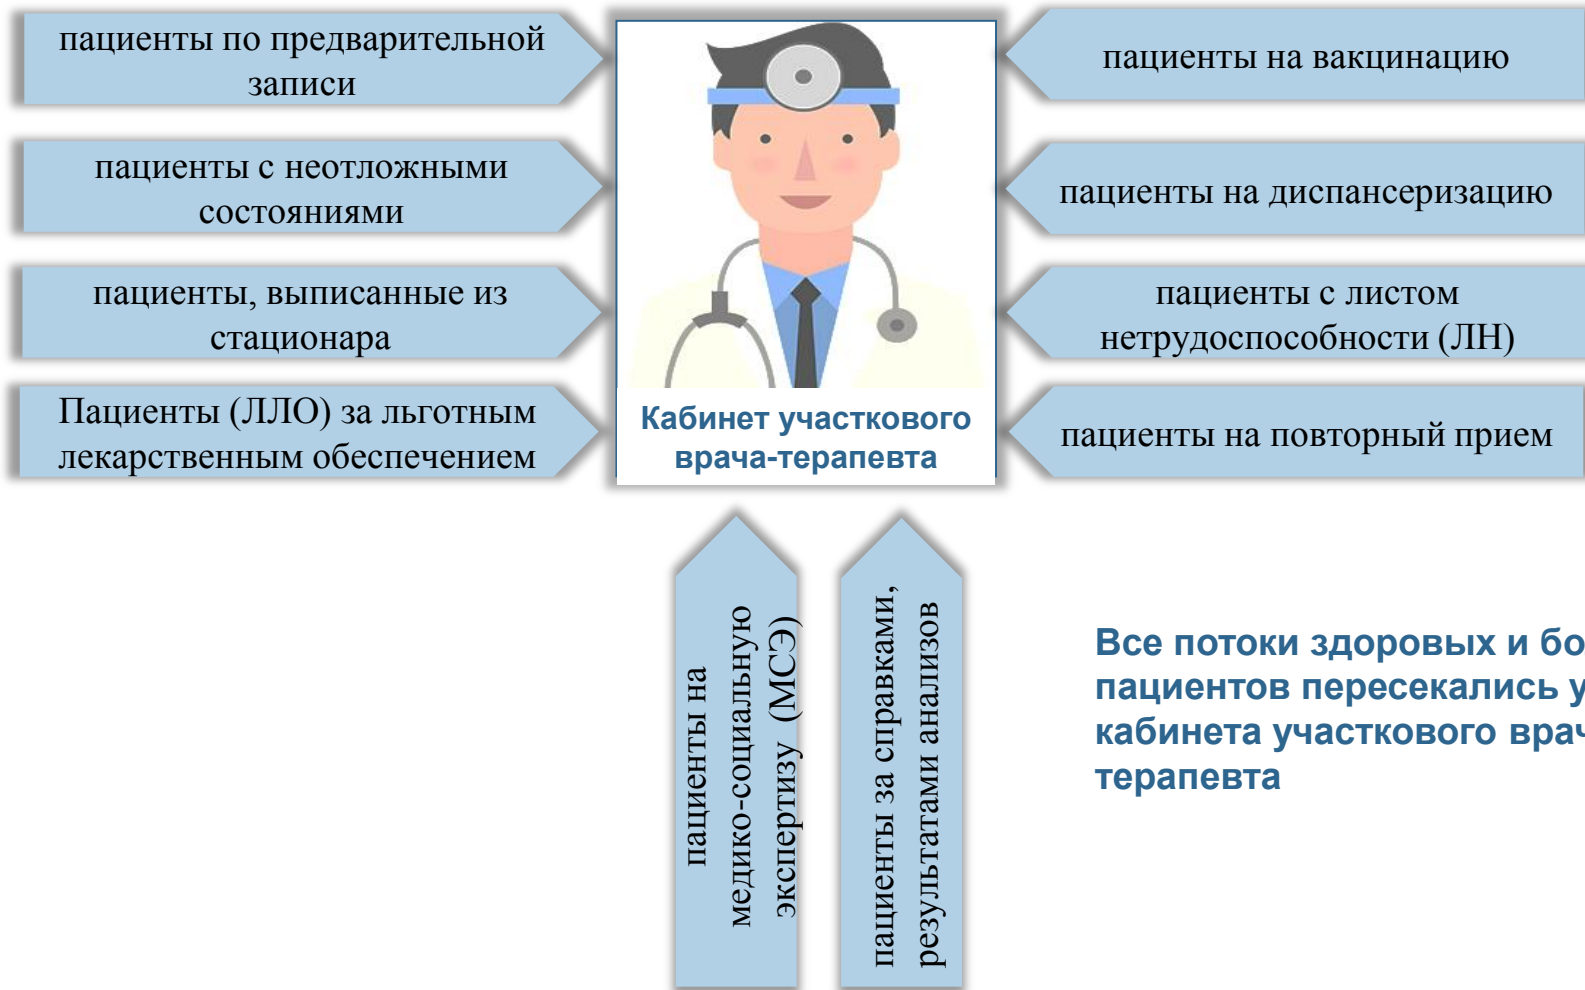 пациенты по предварительной
записи
пациенты с неотложными
состояниями
пациенты, выписанные из
стационара
Пациенты (ЛЛО) за льготным
лекарственным обеспечением
Кабинет участкового
врача-терапевта
пациенты на вакцинацию
пациенты на диспансеризацию
пациенты с листом
нетрудоспособности (ЛН)
пациенты на повторный прием
пациенты на
медико-социальную
экспертизу (МСЭ)
пациенты за справками,
результатами анализов
Все потоки здоровых и
пациентов пересекались у
кабинета участкового
терапевта